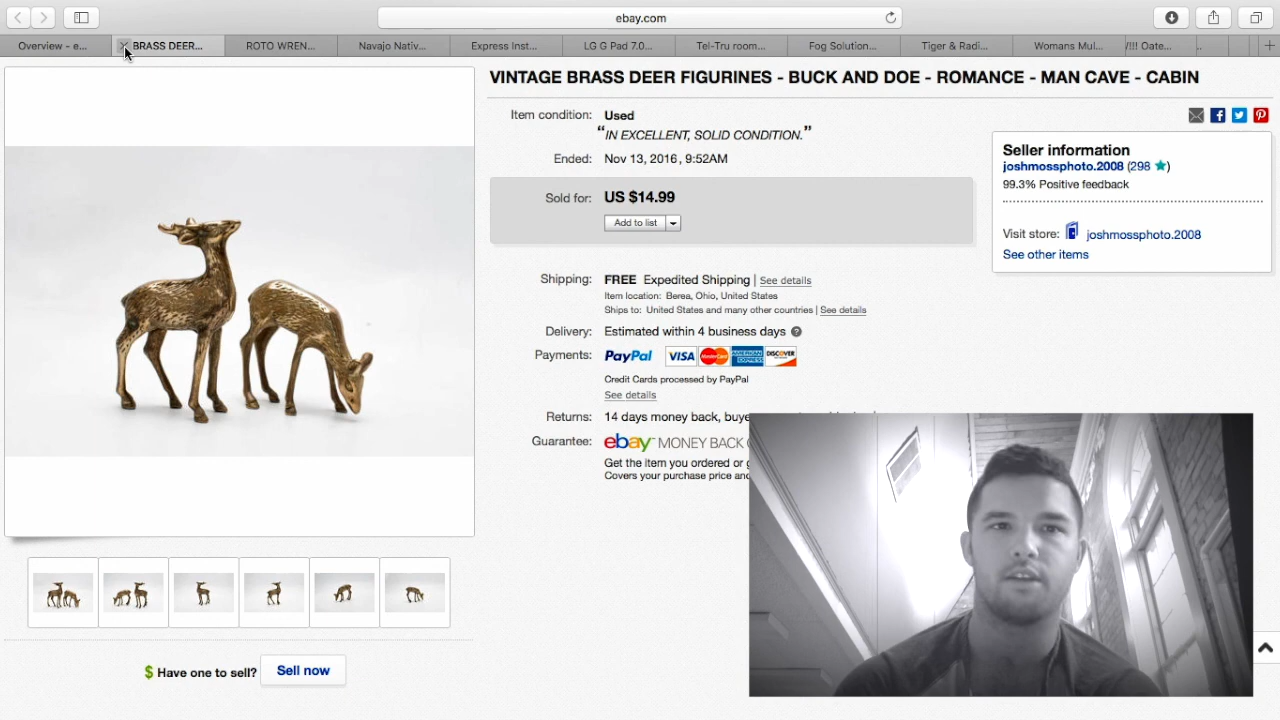 ebay.com
Overview - e...
BRASS DEER...
ROTO WREN...
Navajo Nativ...
Express Inst...
LG G Pad 7.0...
Tel-Tru room...
Fog Solution...
Tiger & Radi...
Womans Mul...
/!!! Oate...
VINTAGE BRASS DEER FIGURINES - BUCK AND DOE - ROMANCE - MAN CAVE - CABIN
Item condition: Used
“IN EXCELLENT, SOLID CONDITION.”
Ended: Nov 13, 2016 , 9:52AM
Sold for: US $14.99
Add to list
Shipping: FREE Expedited Shipping | See details
Item location: Berea, Ohio, United States
Ships to: United States and many other countries | See details
Delivery: Estimated within 4 business days ?
Payments: PayPal VISA MasterCard AMERICAN EXPRESS DISCOVER
Credit Cards processed by PayPal
See details
Returns: 14 days money back, buye
Guarantee: ebay MONEY BACK
Get the item you ordered or
Covers your purchase price and
Seller information
joshmossphoto.2008 (298 ★)
99.3% Positive feedback
Visit store: joshmossphoto.2008
See other items
$ Have one to sell? Sell now